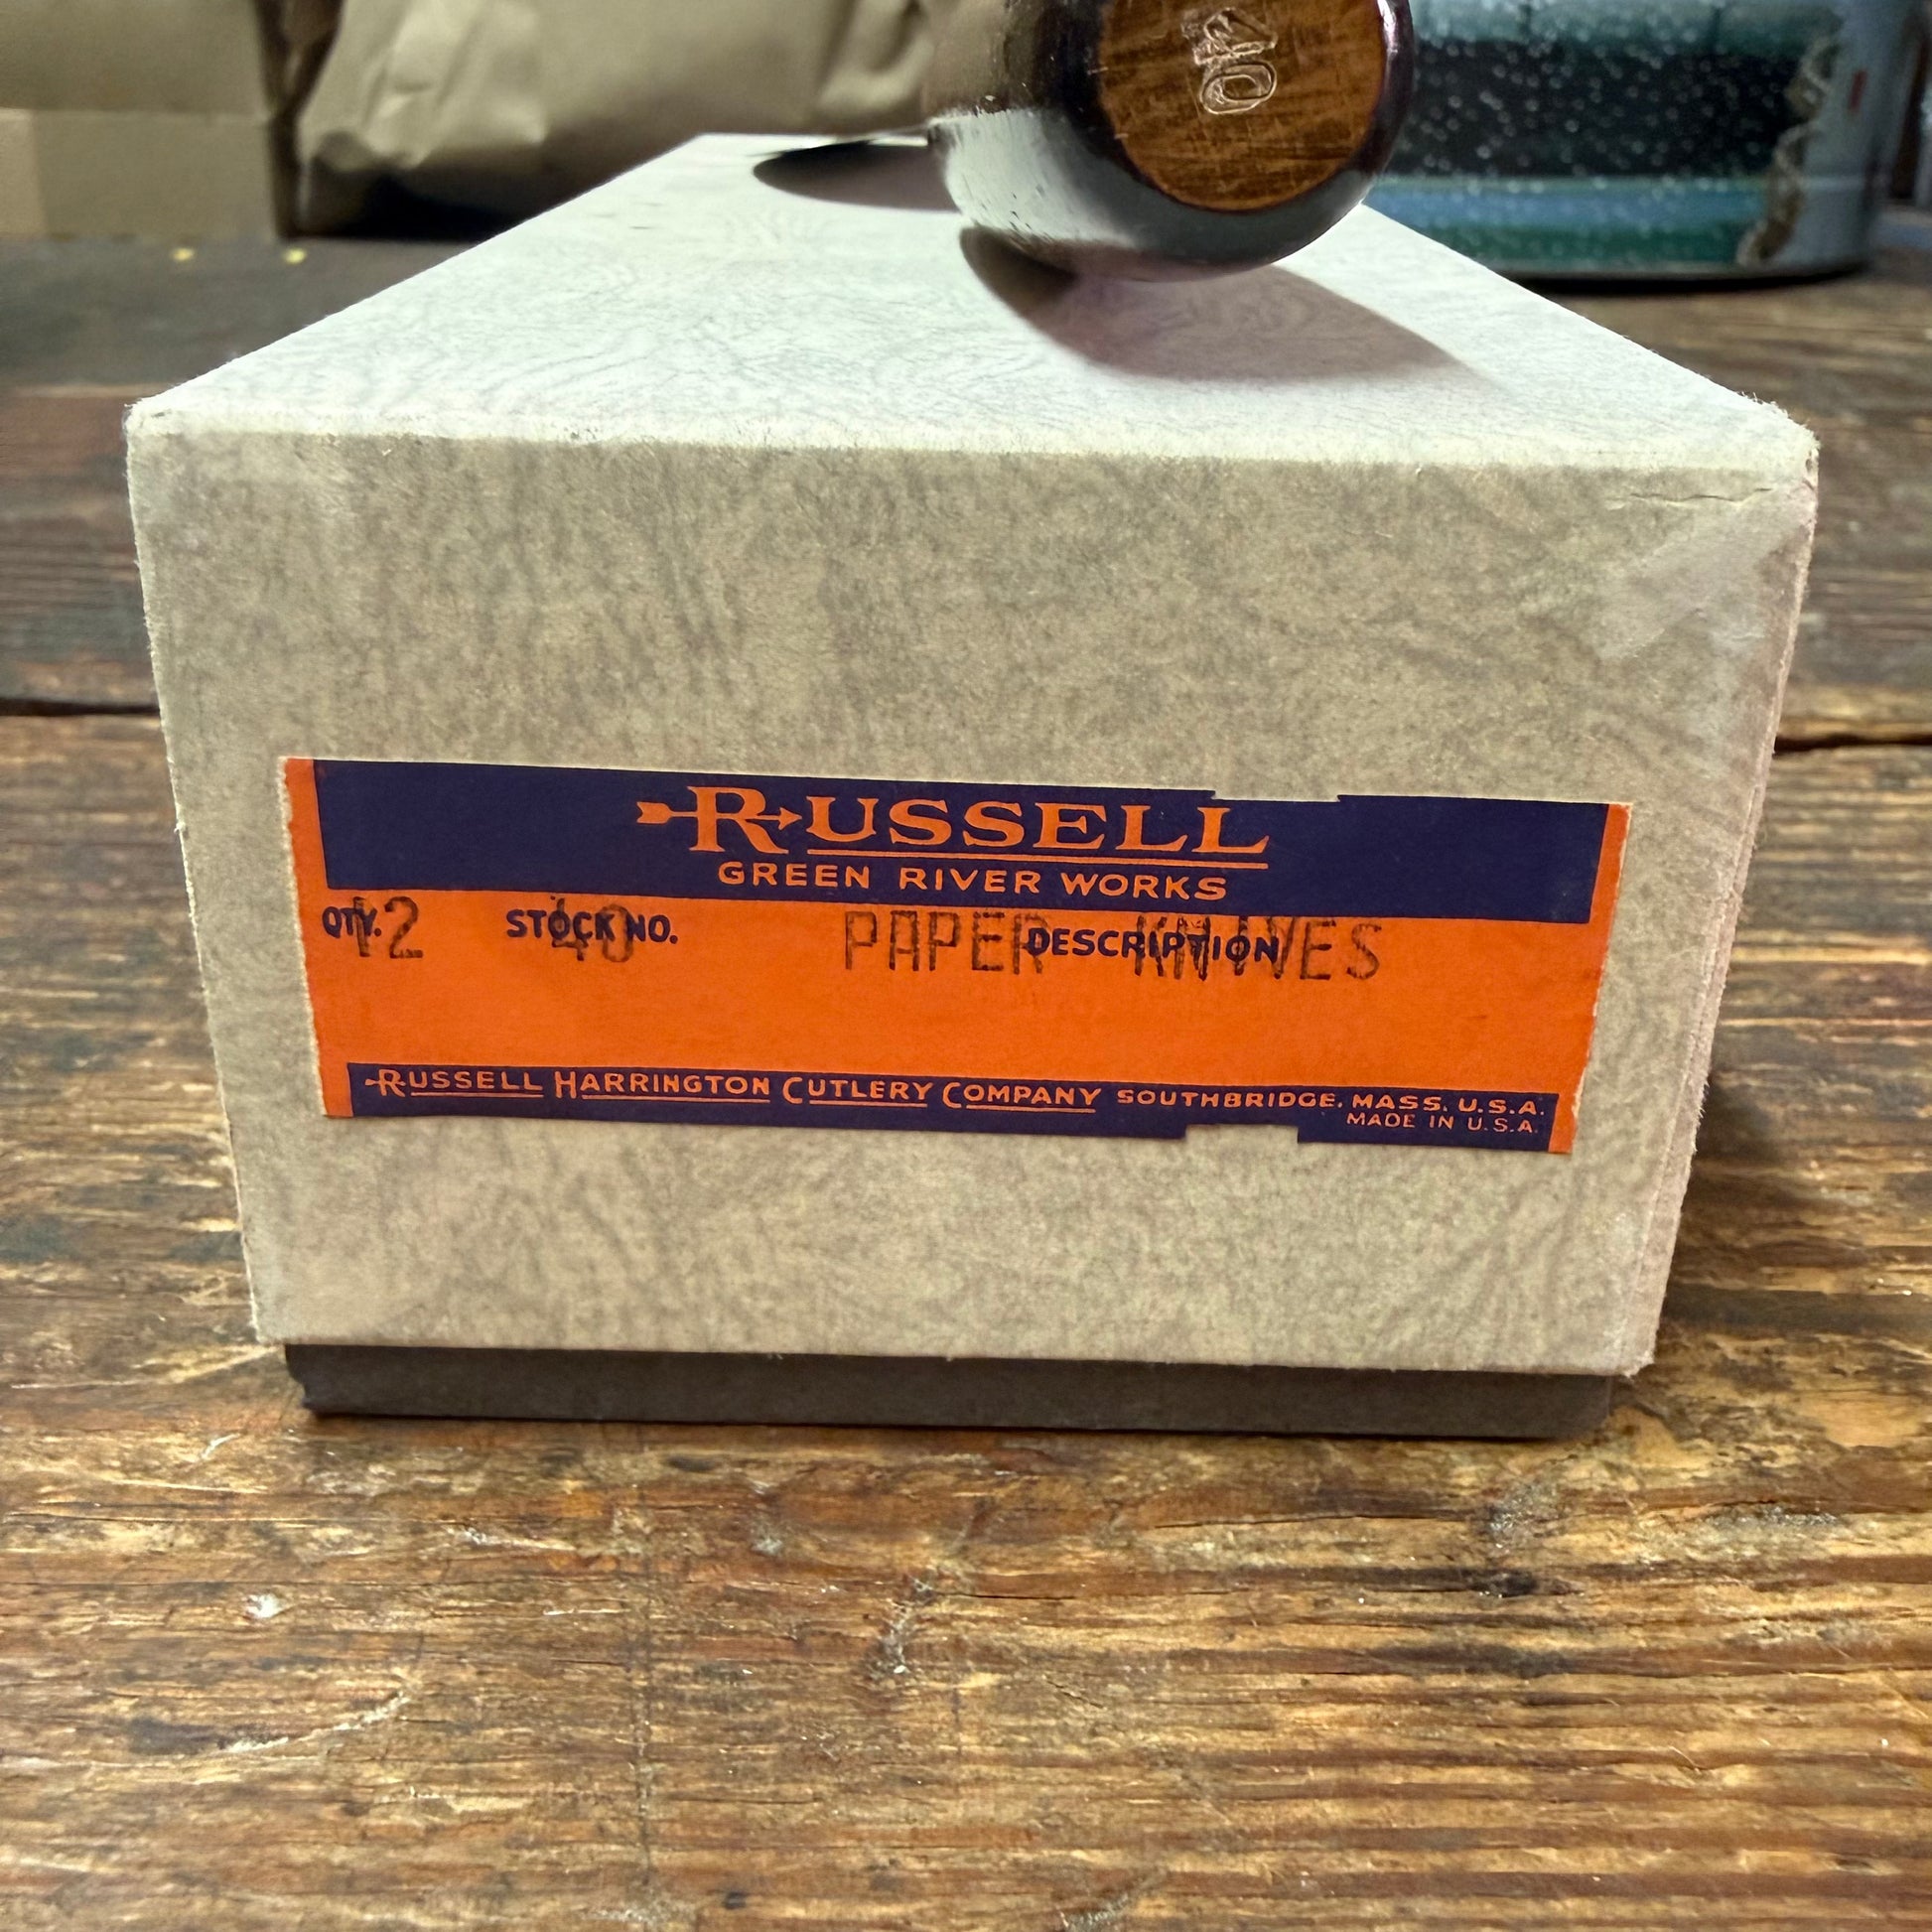 40
RUSSELL
GREEN RIVER WORKS
QTY. STOCK NO. DESCRIPTION
12 40 PAPER KNIVES
RUSSELL HARRINGTON CUTLERY COMPANY SOUTHBRIDGE, MASS. U.S.A.
MADE IN U.S.A.